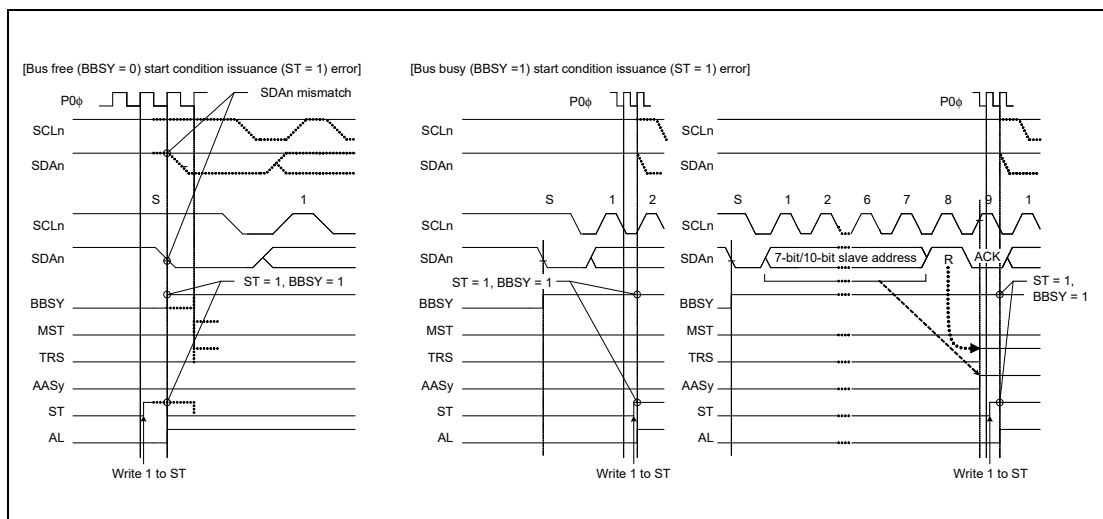 [Bus free (BBSY = 0) start condition issuance (ST = 1) error]
P0ϕ
SDAn mismatch
SCLn
SDAn
S
1
SCLn
SDAn
ST = 1, BBSY = 1
BBSY
MST
TRS
AASy
ST
AL
Write 1 to ST
[Bus busy (BBSY =1) start condition issuance (ST = 1) error]
P0ϕ
SCLn
SDAn
S 1 2
SCLn
SDAn
ST = 1, BBSY = 1
BBSY
MST
TRS
AASy
ST
AL
Write 1 to ST
P0ϕ
SCLn
SDAn
S 1 2 6 7 8 9 1
SCLn
SDAn
7-bit/10-bit slave address R ACK
ST = 1,
BBSY = 1
BBSY
MST
TRS
AASy
ST
AL
Write 1 to ST